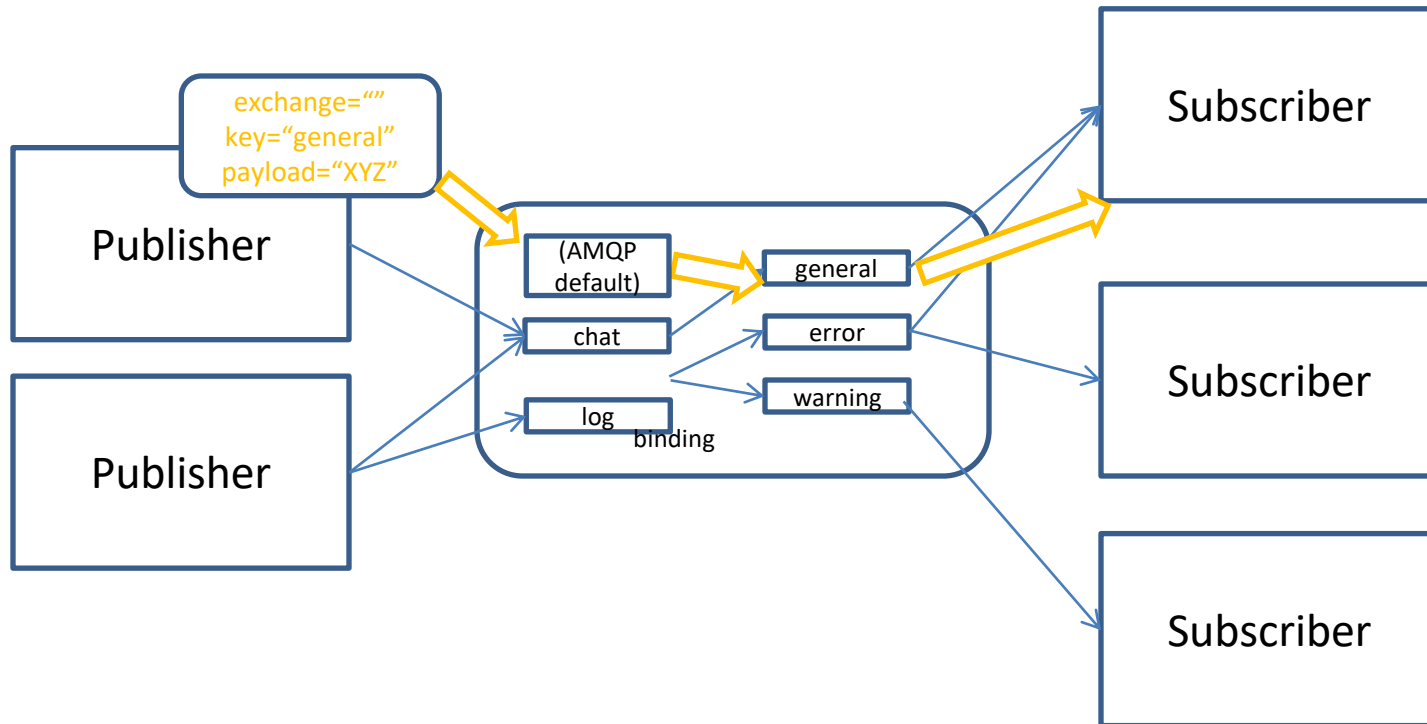 exchange=“”
key=“general”
payload=“XYZ”
Publisher
Publisher
(AMQP
default)
chat
log
binding
general
error
warning
Subscriber
Subscriber
Subscriber